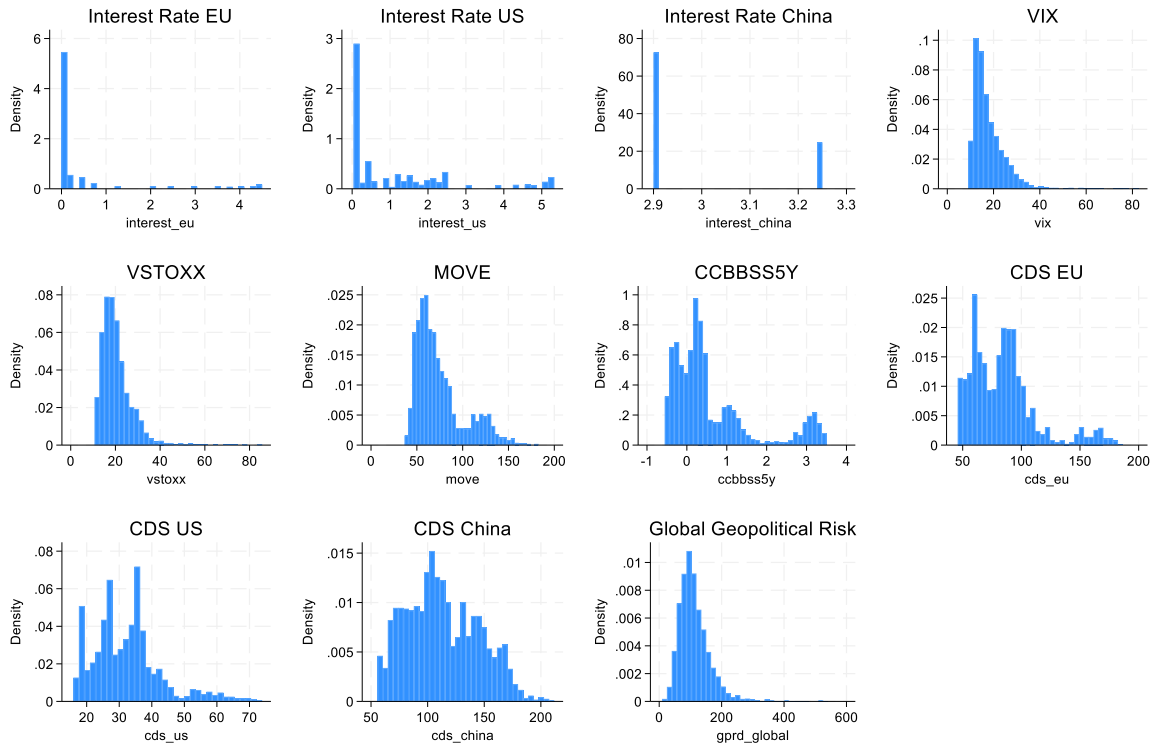 Interest Rate EU
6
4
2
0
Density
0 1 2 3 4
interest_eu
Interest Rate US
3
2
1
0
Density
0 1 2 3 4 5
interest_us
Interest Rate China
80
60
40
20
0
Density
2.9 3 3.1 3.2 3.3
interest_china
VIX
.1
.08
.06
.04
.02
0
Density
0 20 40 60 80
vix
VSTOXX
.08
.06
.04
.02
0
Density
0 20 40 60 80
vstoxx
MOVE
.025
.02
.015
.01
.005
0
Density
0 50 100 150 200
move
CCBBSS5Y
1
.8
.6
.4
.2
0
Density
-1 0 1 2 3 4
ccbbss5y
CDS EU
.025
.02
.015
.01
.005
0
Density
50 100 150 200
cds_eu
CDS US
.08
.06
.04
.02
0
Density
20 30 40 50 60 70
cds_us
CDS China
.015
.01
.005
0
Density
50 100 150 200
cds_china
Global Geopolitical Risk
.01
.008
.006
.004
.002
0
Density
0 200 400 600
gprd_global